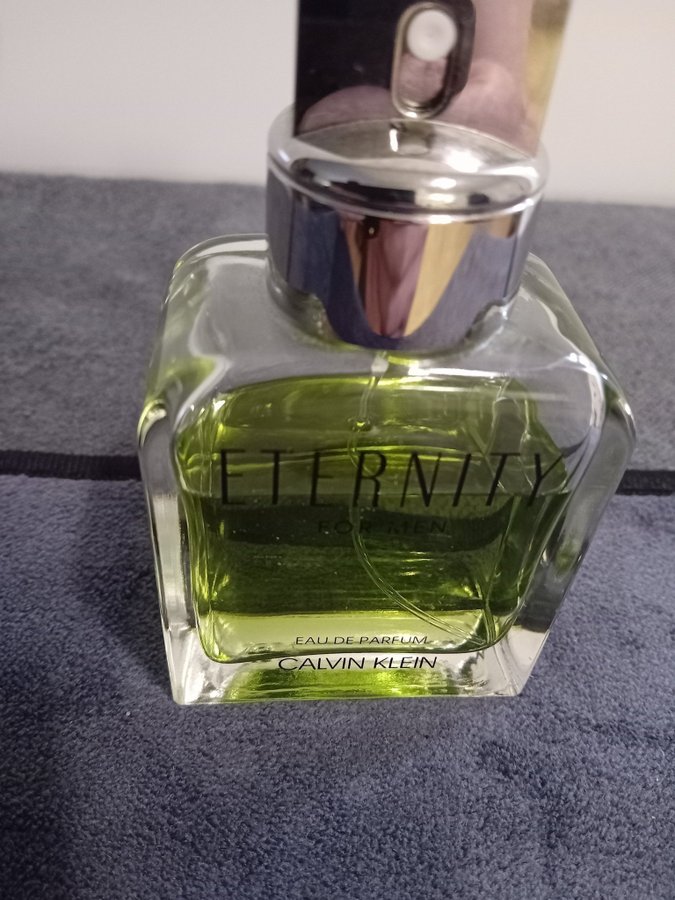 ETERNITY
FOR MEN
EAU DE PARFUM
CALVIN KLEIN